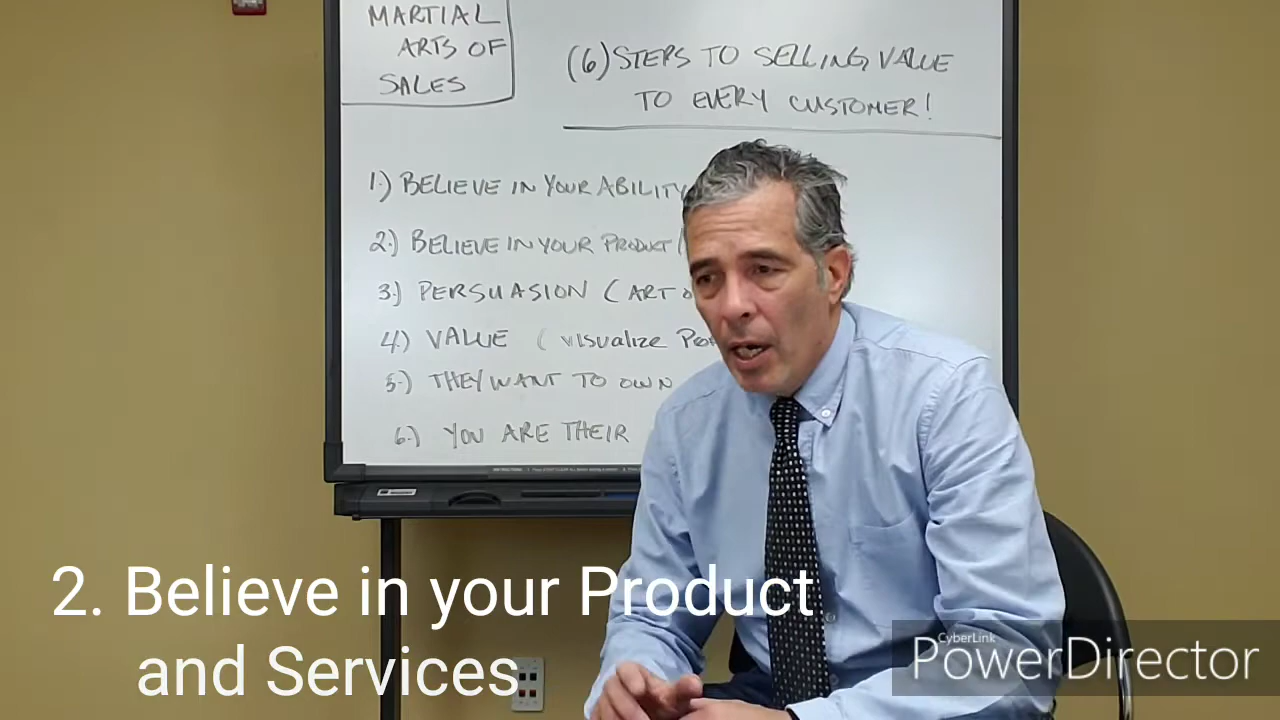 MARTIAL
ARTS OF
SALES
(6) STEPS TO SELLING VALUE
TO EVERY CUSTOMER!
1.) BELIEVE IN YOUR ABILITY
2.) BELIEVE IN YOUR PRODUCT /
3.) PERSUASION ( ART
4.) VALUE ( visualize
5.) THEY WANT TO OWN
6.) YOU ARE THEIR
2. Believe in your Product
and Services
CyberLink
PowerDirector